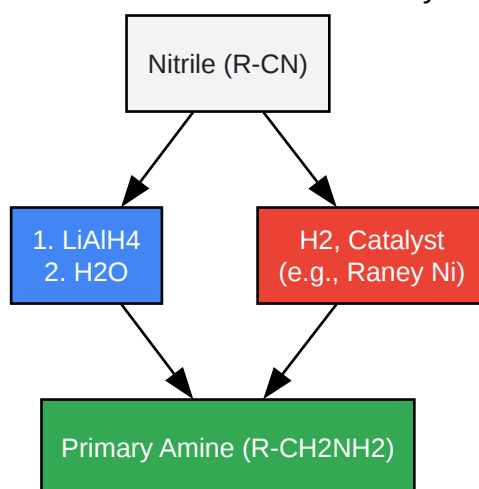 Nitrile (R-CN)
1. LiAlH4
2. H2O
H2, Catalyst
(e.g., Raney Ni)
Primary Amine (R-CH2NH2)